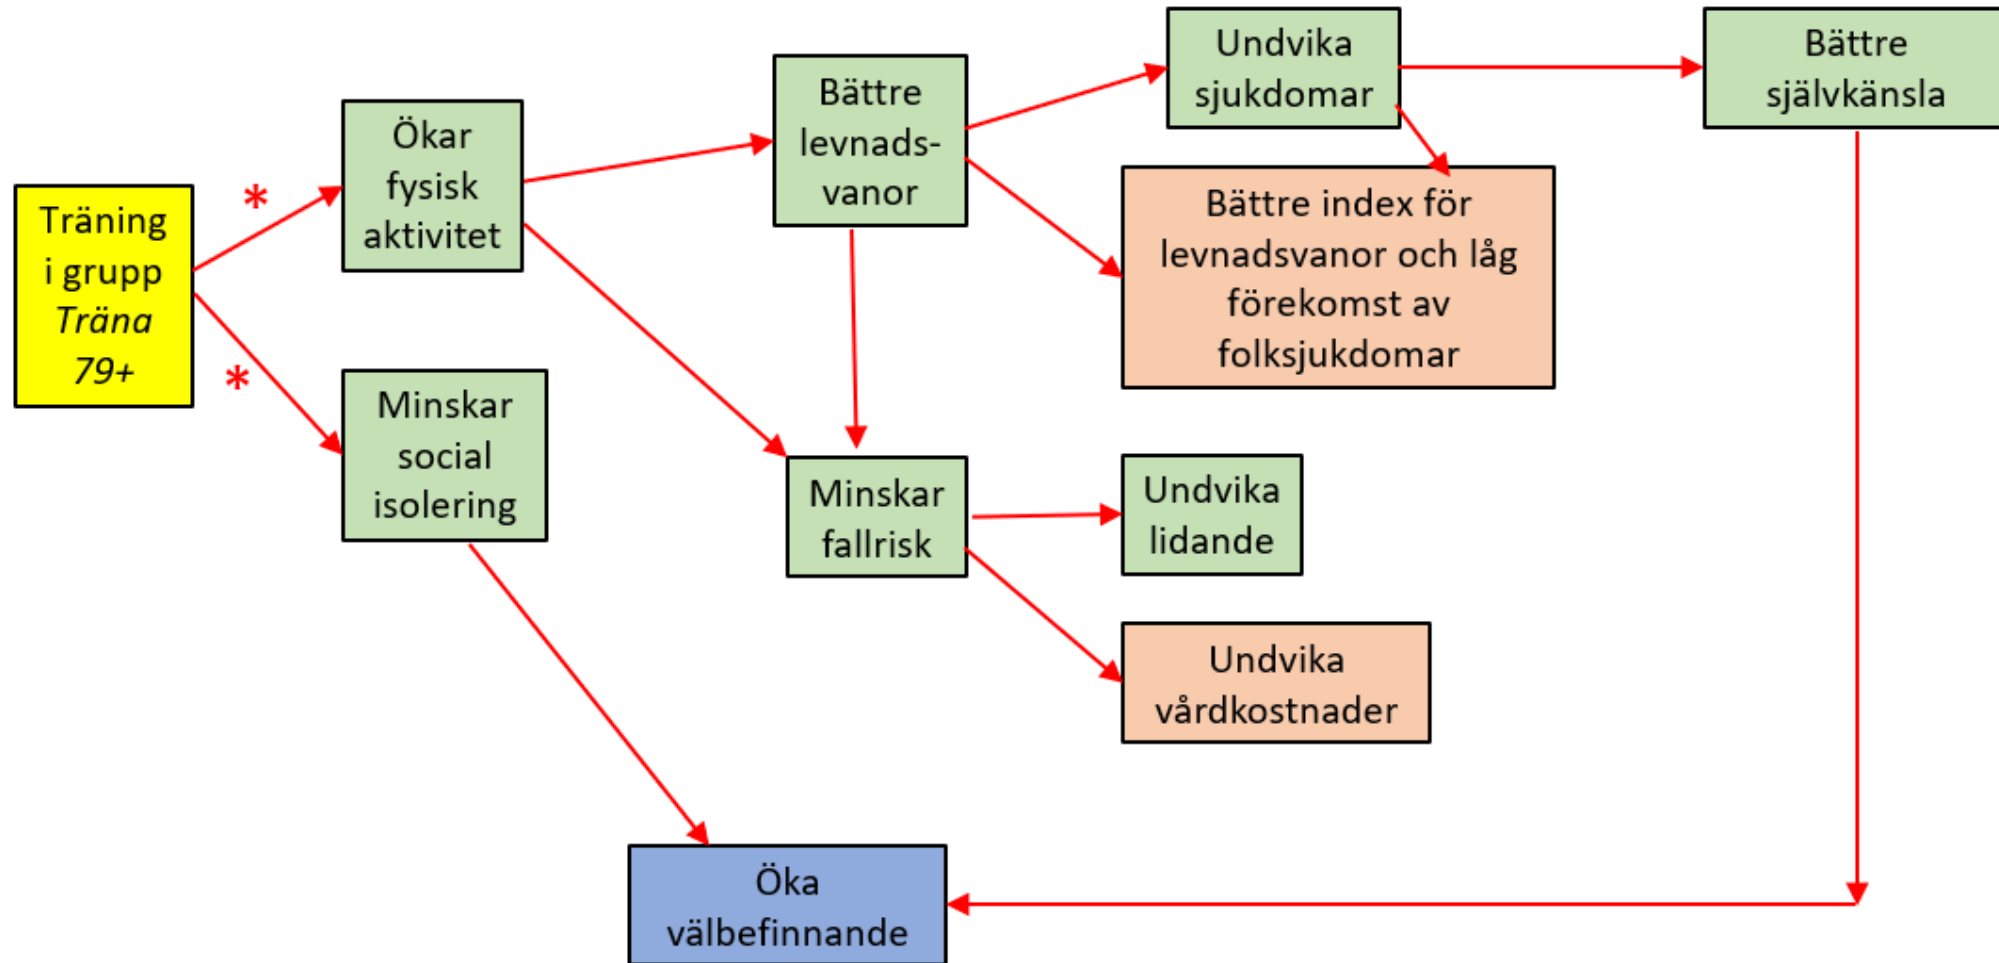 Träning
i grupp
Träna
79+
*
*
Ökar
fysisk
aktivitet
Minskar
social
isolering
Bättre
levnads-
vanor
Minskar
fallrisk
Undvika
sjukdomar
Bättre index för
levnadsvanor och låg
förekomst av
folksjukdomar
Undvika
lidande
Undvika
vårdkostnader
Bättre
självkänsla
Öka
välbefinnande